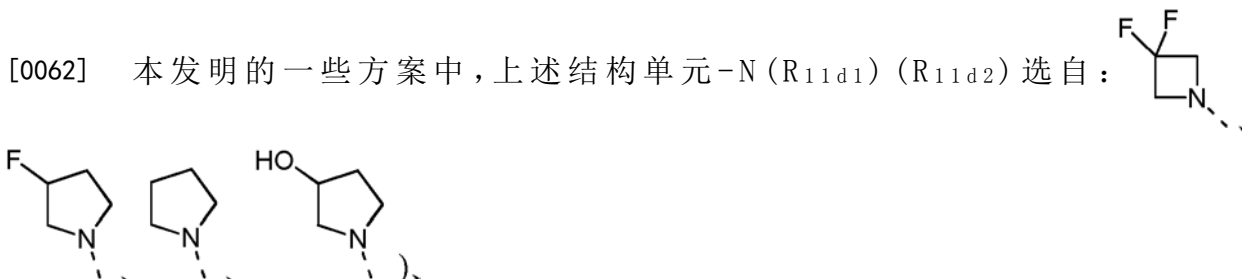 [0062] 本发明的一些方案中,上述结构单元-N(R11d1)(R11d2)选自:
F F
N
F HO
N N N